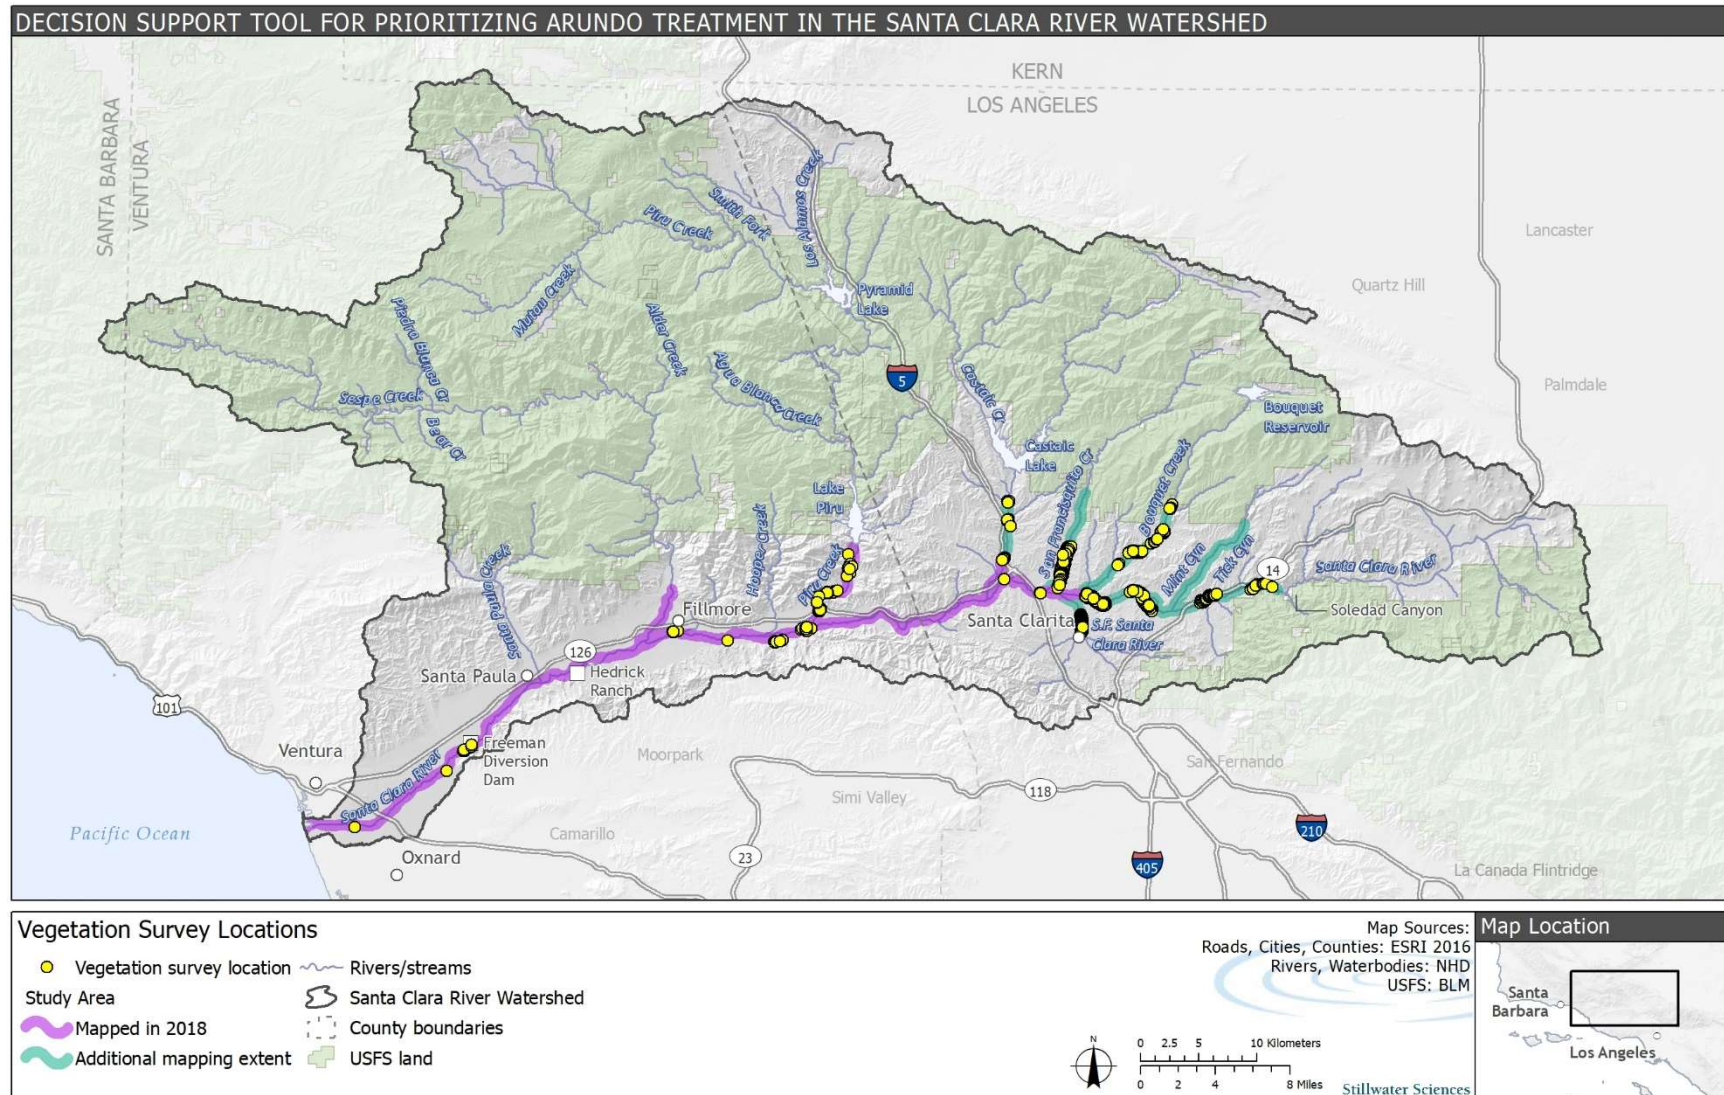 DECISION SUPPORT TOOL FOR PRIORITIZING ARUNDO TREATMENT IN THE SANTA CLARA RIVER WATERSHED
KERN
LOS ANGELES
SANTA BARBARA
VENTURA
Los Alamos Creek
Smith Fork
Piru Creek
Lancaster
Mutau Creek
Pyramid
Lake
Quartz Hill
Piedra Blanca Cr
Alder Creek
Agua Blanca Creek
5
Castaic Cr
Palmdale
Sespe Creek
Bear Cr
Bouquet
Reservoir
Castaic
Lake
San Francisquito Cr
Bouquet Creek
Lake
Piru
Hopper Creek
Santa Paula Creek
Piru Creek
Mint Cyn
Tick Cyn
14
Santa Clara River
Fillmore
Soledad Canyon
Santa Clarita
S.F. Santa
Clara River
126
Santa Paula
Hedrick
Ranch
101
Ventura
Freeman
Diversion
Dam
Santa Clara River
Moorpark
San Fernando
118
Simi Valley
Pacific Ocean
Camarillo
210
Oxnard
23
405
La Canada Flintridge
Vegetation Survey Locations
Vegetation survey location
Rivers/streams
Study Area
Santa Clara River Watershed
Mapped in 2018
County boundaries
Additional mapping extent
USFS land
Map Sources:
Roads, Cities, Counties: ESRI 2016
Rivers, Waterbodies: NHD
USFS: BLM
N
0 2.5 5 10 Kilometers
0 2 4 8 Miles
Stillwater Sciences
Map Location
Santa
Barbara
Los Angeles